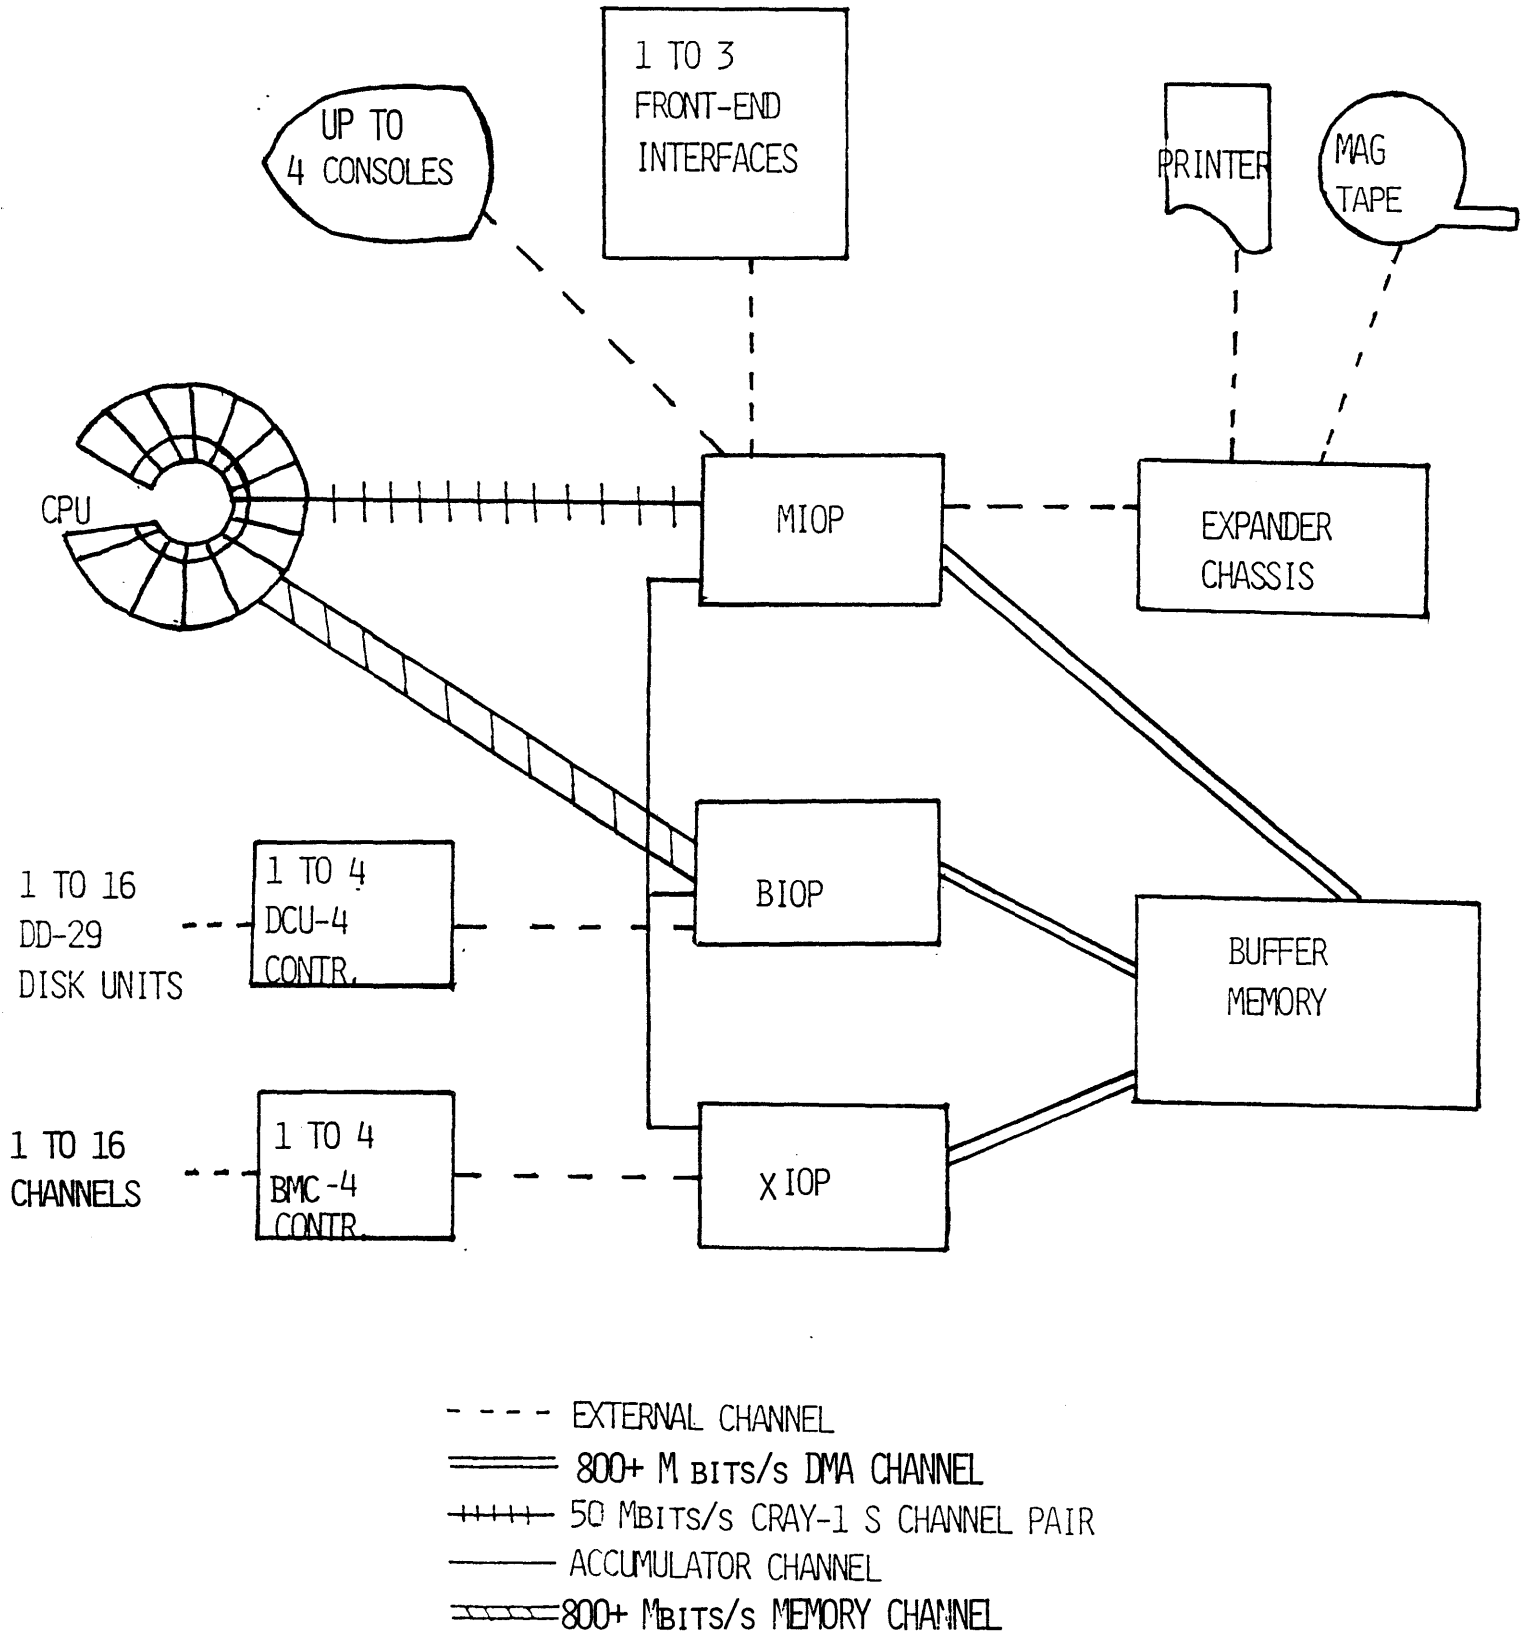 UP TO
4 CONSOLES
1 TO 3
FRONT-END
INTERFACES
PRINTER
MAG
TAPE
CPU
MIOP
EXPANDER
CHASSIS
1 TO 16
DD-29
DISK UNITS
1 TO 4
DCU-4
CONTR.
BIOP
BUFFER
MEMORY
1 TO 16
CHANNELS
1 TO 4
BMC-4
CONTR.
XIOP
EXTERNAL CHANNEL
800+ M BITS/S DMA CHANNEL
50 MBITS/S CRAY-1 S CHANNEL PAIR
ACCUMULATOR CHANNEL
800+ MBITS/S MEMORY CHANNEL